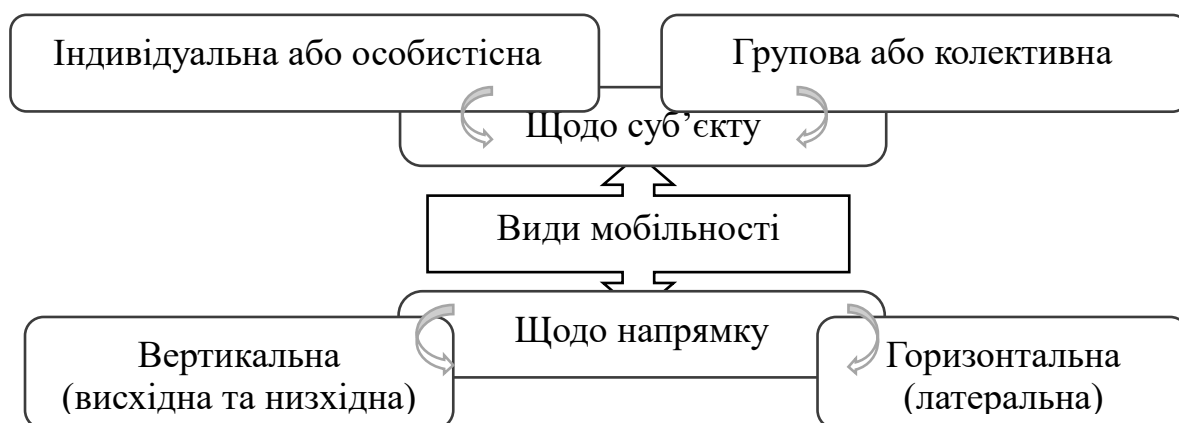 Індивідуальна або особистісна
Групова або колективна
Щодо суб’єкту
Види мобільності
Щодо напрямку
Вертикальна
(висхідна та низхідна)
Горизонтальна
(латеральна)